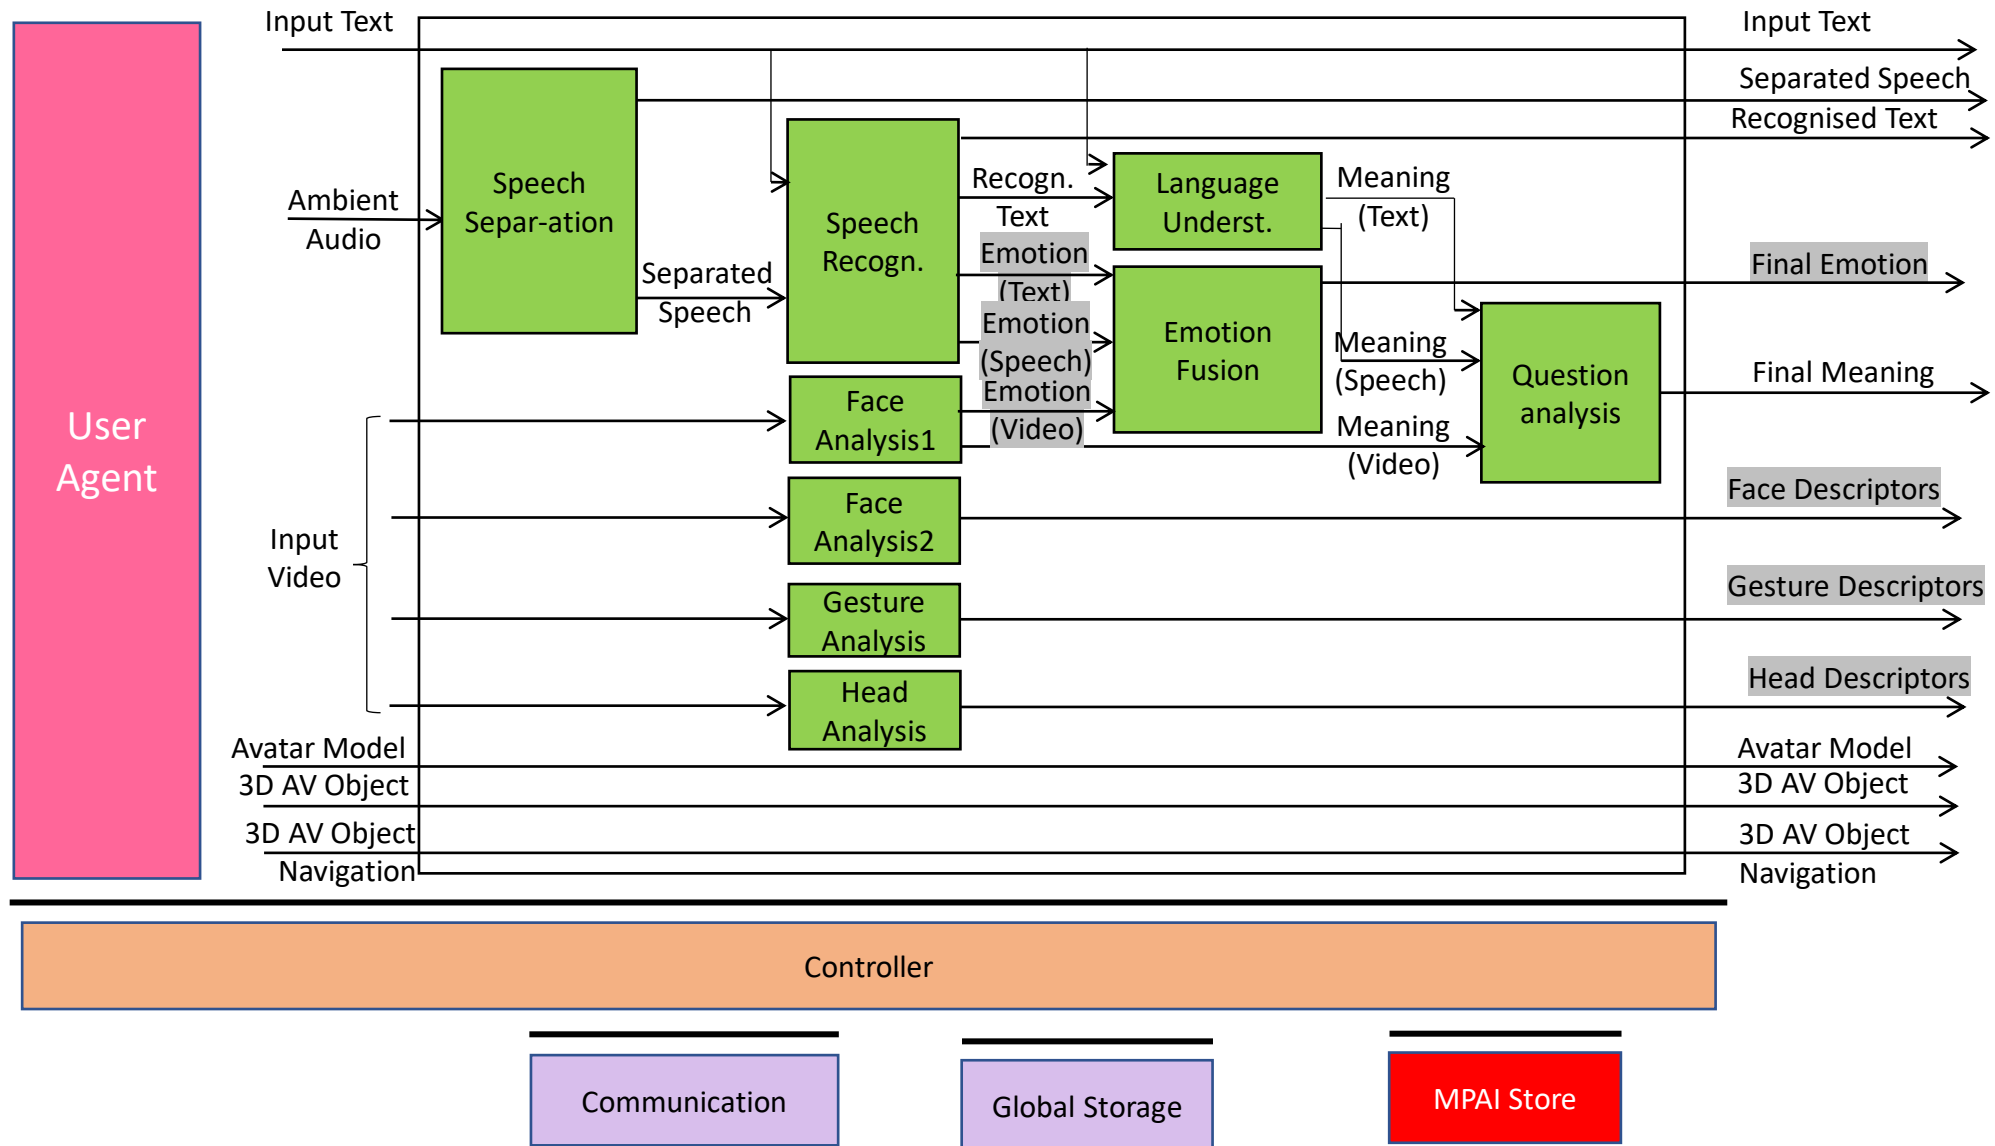 Input Text
Input Text
Separated Speech
Recognised Text
Speech
Separ-ation
Ambient
Audio
Separated
Speech
Speech
Recogn.
Recogn.
Text
Emotion
(Text)
Emotion
(Speech)
Emotion
(Video)
Language
Underst.
Meaning
(Text)
Emotion
Fusion
Meaning
(Speech)
Meaning
(Video)
Question
analysis
Final Emotion
Final Meaning
User
Agent
Input
Video
Face
Analysis1
Face
Analysis2
Gesture
Analysis
Head
Analysis
Face Descriptors
Gesture Descriptors
Head Descriptors
Avatar Model
3D AV Object
3D AV Object
Navigation
Avatar Model
3D AV Object
3D AV Object
Navigation
Controller
Communication
Global Storage
MPAI Store